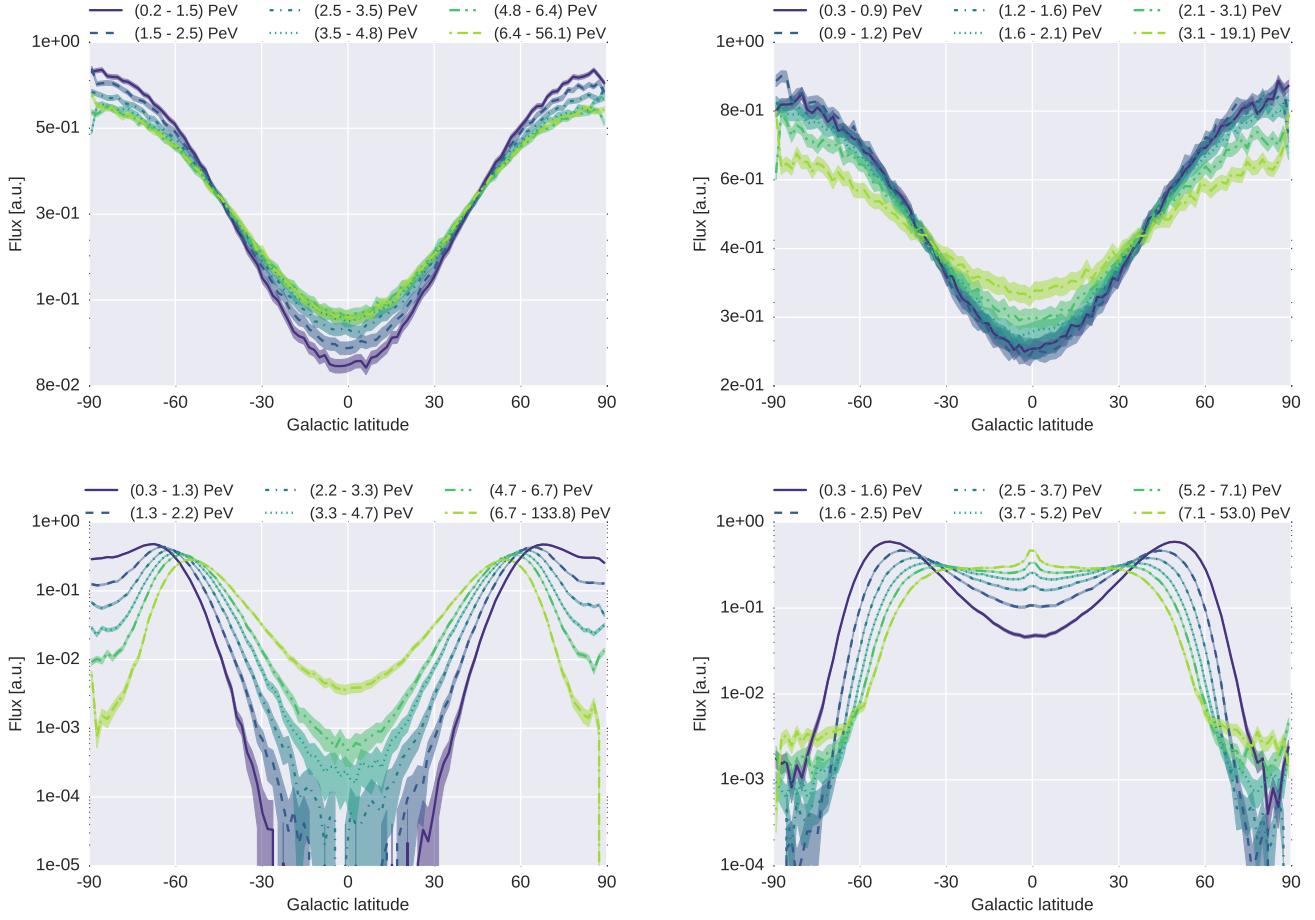 (0.2 - 1.5) PeV (2.5 - 3.5) PeV (4.8 - 6.4) PeV
(1.5 - 2.5) PeV (3.5 - 4.8) PeV (6.4 - 56.1) PeV
1e+00
5e-01
3e-01
1e-01
8e-02
Flux [a.u.]
-90 -60 -30 0 30 60 90
Galactic latitude
(0.3 - 0.9) PeV (1.2 - 1.6) PeV (2.1 - 3.1) PeV
(0.9 - 1.2) PeV (1.6 - 2.1) PeV (3.1 - 19.1) PeV
1e+00
8e-01
6e-01
4e-01
3e-01
2e-01
Flux [a.u.]
-90 -60 -30 0 30 60 90
Galactic latitude
(0.3 - 1.3) PeV (2.2 - 3.3) PeV (4.7 - 6.7) PeV
(1.3 - 2.2) PeV (3.3 - 4.7) PeV (6.7 - 133.8) PeV
1e+00
1e-01
1e-02
1e-03
1e-04
1e-05
Flux [a.u.]
-90 -60 -30 0 30 60 90
Galactic latitude
(0.3 - 1.6) PeV (2.5 - 3.7) PeV (5.2 - 7.1) PeV
(1.6 - 2.5) PeV (3.7 - 5.2) PeV (7.1 - 53.0) PeV
1e+00
1e-01
1e-02
1e-03
1e-04
Flux [a.u.]
-90 -60 -30 0 30 60 90
Galactic latitude